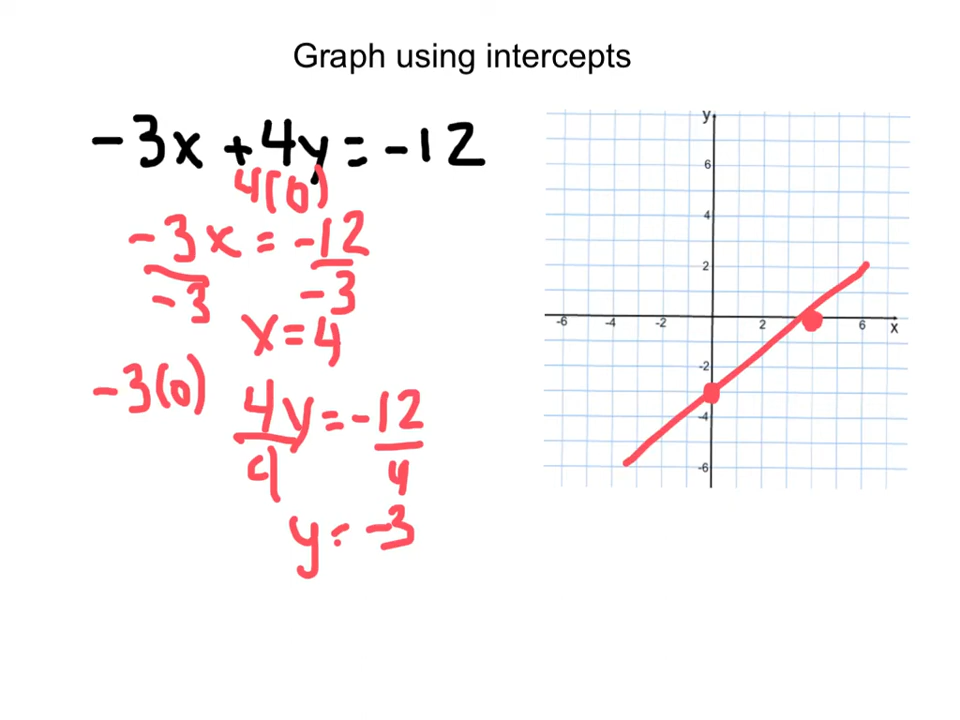 Graph using intercepts
-3x + 4y = -12
4(0)
-3x = -12
-3 -3
x = 4
-3(0) 4y = -12
4 4
y = -3
y
6
4
2
-6 -4 -2 2 6 x
-2
-4
-6